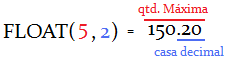 qtd. Máxima
FLOAT(5,2) = 150.20
casa decimal